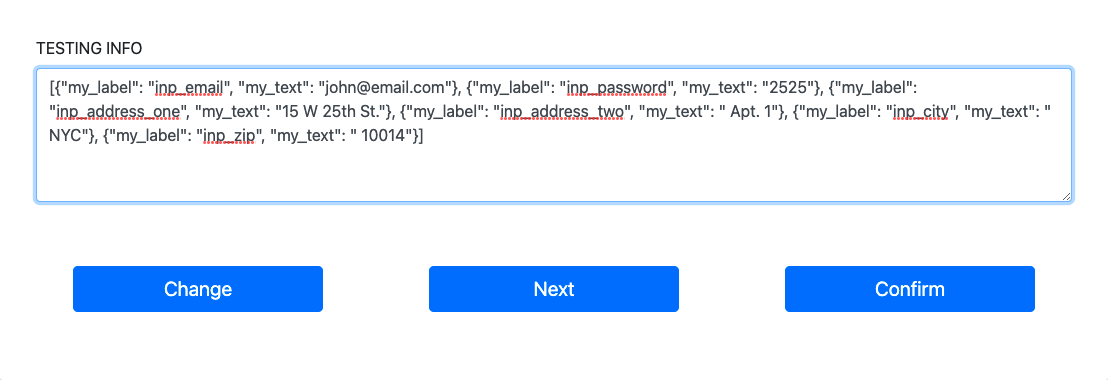 TESTING INFO
[{"my_label": "inp_email", "my_text": "john@email.com"}, {"my_label": "inp_password", "my_text": "2525"}, {"my_label":
"inp_address_one", "my_text": "15 W 25th St."}, {"my_label": "inp_address_two", "my_text": " Apt. 1"}, {"my_label": "inp_city", "my_text": "
NYC"}, {"my_label": "inp_zip", "my_text": " 10014"}]
Change
Next
Confirm